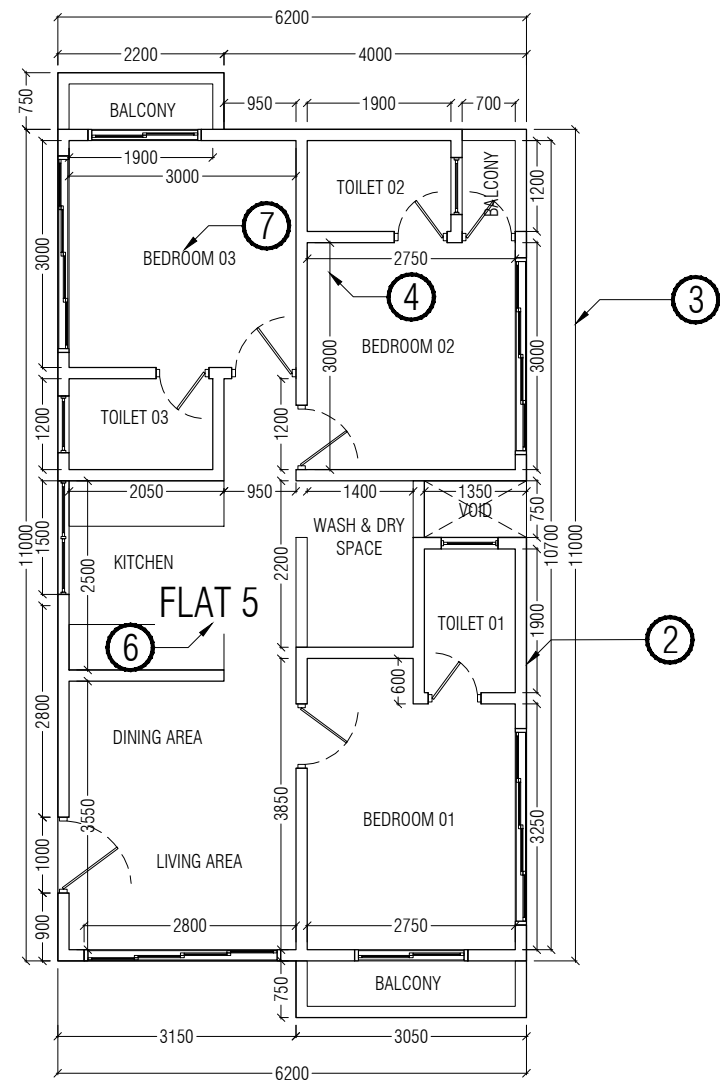 6200
2200
4000
750
950
1900
700
BALCONY
1900
3000
TOILET 02
BALCONY
1200
7
BEDROOM 03
2750
3000
4
3
BEDROOM 02
3000
3000
TOILET 03
1200
1200
2050
950
1400
1350
VOID
750
11000
1500
WASH & DRY
SPACE
10700
11000
KITCHEN
2500
2200
FLAT 5
TOILET 01
1900
6
2
600
2800
DINING AREA
3550
3850
BEDROOM 01
3250
1000
LIVING AREA
900
2800
2750
750
BALCONY
3150
3050
6200